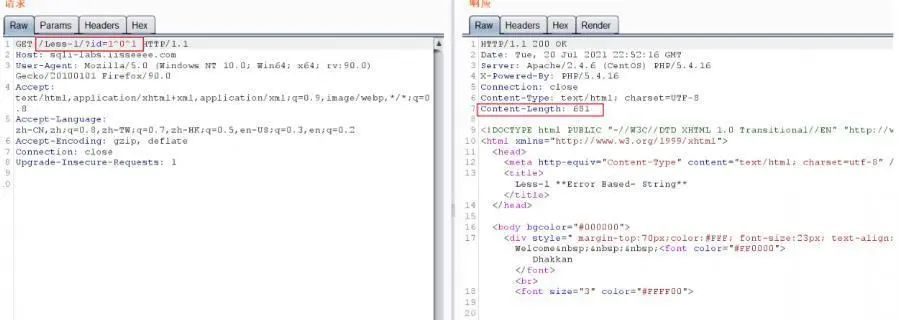 请求
Raw Params Headers Hex
1 GET /Less-1/?id=1^0^1 HTTP/1.1
2 Host: sqli-labs.lisseeee.com
3 User-Agent: Mozilla/5.0 (Windows NT 10.0; Win64; x64; rv:90.0)
Gecko/20100101 Firefox/90.0
4 Accept:
text/html,application/xhtml+xml,application/xml;q=0.9,image/webp,*/*;q=0
.8
5 Accept-Language:
zh-CN,zh;q=0.8,zh-TW;q=0.7,zh-HK;q=0.5,en-US;q=0.3,en;q=0.2
6 Accept-Encoding: gzip, deflate
7 Connection: close
8 Upgrade-Insecure-Requests: 1
9
0
响应
Raw Headers Hex Render
1 HTTP/1.1 200 OK
2 Date: Tue, 20 Jul 2021 22:52:16 GMT
3 Server: Apache/2.4.6 (CentOS) PHP/5.4.16
4 X-Powered-By: PHP/5.4.16
5 Connection: close
6 Content-Type: text/html; charset=UTF-8
7 Content-Length: 681
8
9 <!DOCTYPE html PUBLIC "-//W3C//DTD XHTML 1.0 Transitional//EN" "http://w
10 <html xmlns="http://www.w3.org/1999/xhtml">
11 <head>
12 <meta http-equiv="Content-Type" content="text/html; charset=utf-8" /
13 <title>
Less-1 **Error Based- String**
</title>
14 </head>
15
16 <body bgcolor="#000000">
17 <div style=" margin-top:70px;color:#FFF; font-size:23px; text-align:
Welcome&nbsp;&nbsp;&nbsp;<font color="#FF0000">
Dhakkan
</font>
<br>
18 <font size="3" color="#FFFF00">
19
20